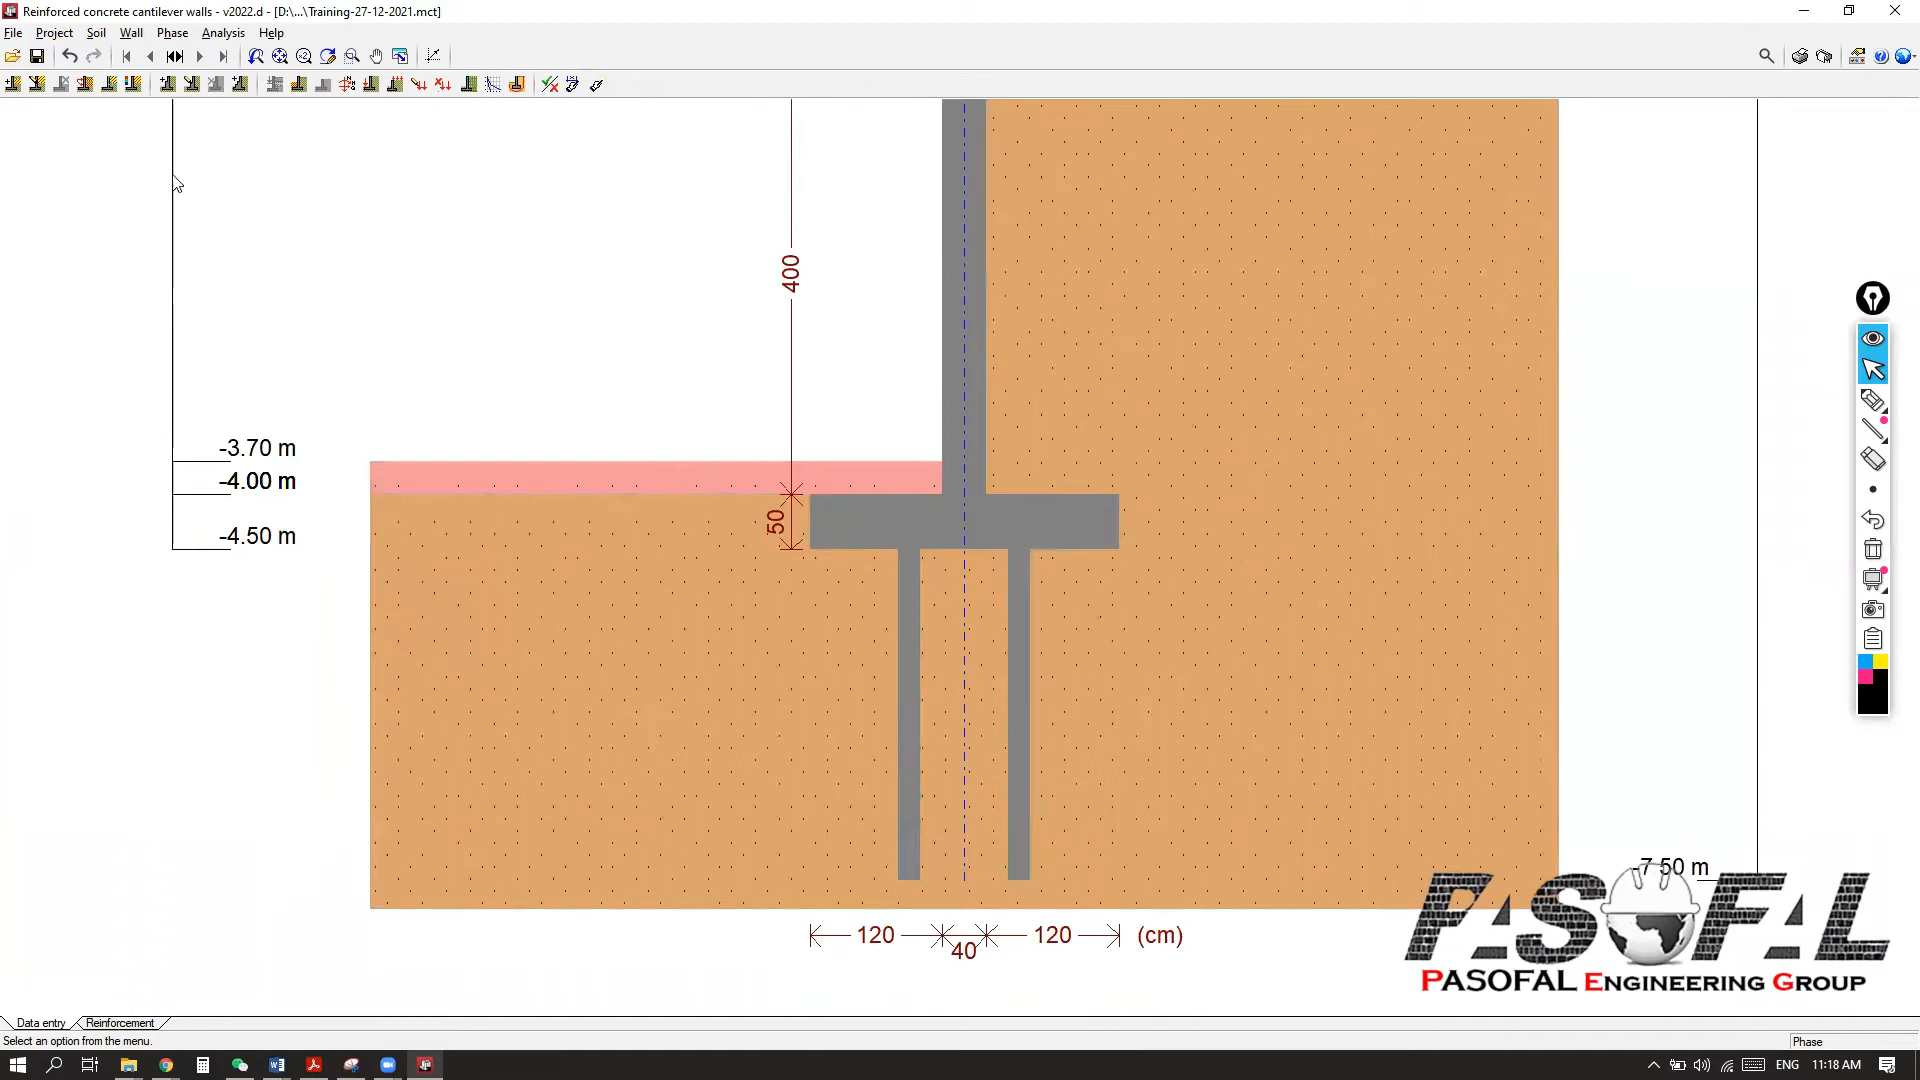 Reinforced concrete cantilever walls - v2022.d - [D:\...\Training-27-12-2021.mct]
File Project Soil Wall Phase Analysis Help
400
-3.70 m
-4.00 m
-4.50 m
50
-7.50 m
120 40 120 (cm)
PASOFAL
PASOFAL ENGINEERING GROUP
Data entry Reinforcement
Select an option from the menu.
Phase
ENG 11:18 AM